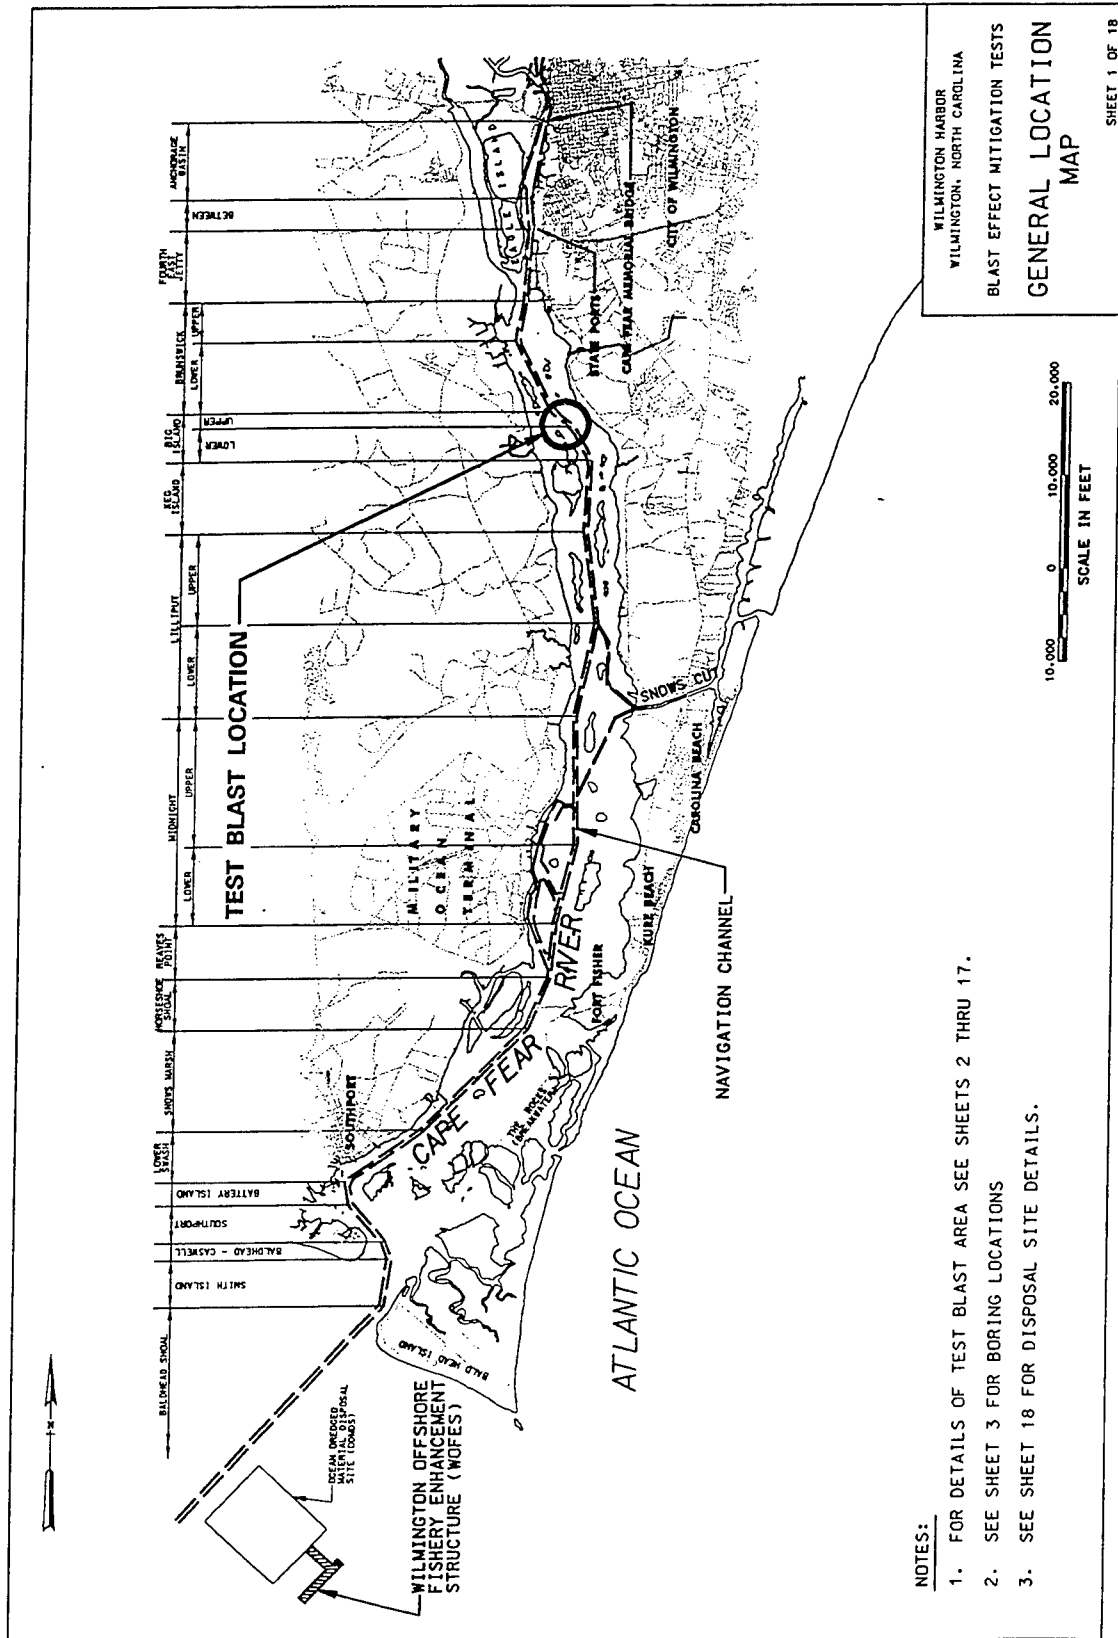 BALDHEAD SHOAL
SMITH ISLAND
BALDHEAD - CASWELL
SOUTHPORT
BATTERY ISLAND
LOWER
SWASH
SNOWS MARSH
HORSESHOE
SHOAL
REAVES
POINT
MIDNIGHT
LOWER
UPPER
LILLIPUT
LOWER
UPPER
KEG
ISLAND
BIG
ISLAND
LOWER
UPPER
BRUNSWICK
LOWER
UPPER
FOURTH
EAST
JETTY
BETWEEN
ANCHORAGE
BASIN
N
TEST BLAST LOCATION
OCEAN DREDGED
MATERIAL DISPOSAL
SITE (ODMDS)
WILMINGTON OFFSHORE
FISHERY ENHANCEMENT
STRUCTURE (WOFES)
SOUTHPORT
MILITARY
OCEAN
TERMINAL
EAGLE ISLAND
BALD HEAD ISLAND
CAPE FEAR RIVER
THE ROCKS
(BREAKWATER)
FORT FISHER
KURE BEACH
CAROLINA BEACH
SNOWS CUT
STATE PORTS
CAPE FEAR MEMORIAL BRIDGE
CITY OF WILMINGTON
NAVIGATION CHANNEL
ATLANTIC OCEAN
NOTES:
1. FOR DETAILS OF TEST BLAST AREA SEE SHEETS 2 THRU 17.
2. SEE SHEET 3 FOR BORING LOCATIONS
3. SEE SHEET 18 FOR DISPOSAL SITE DETAILS.
10,000 0 10,000 20,000
SCALE IN FEET
WILMINGTON HARBOR
WILMINGTON, NORTH CAROLINA
BLAST EFFECT MITIGATION TESTS
GENERAL LOCATION
MAP
SHEET 1 OF 18